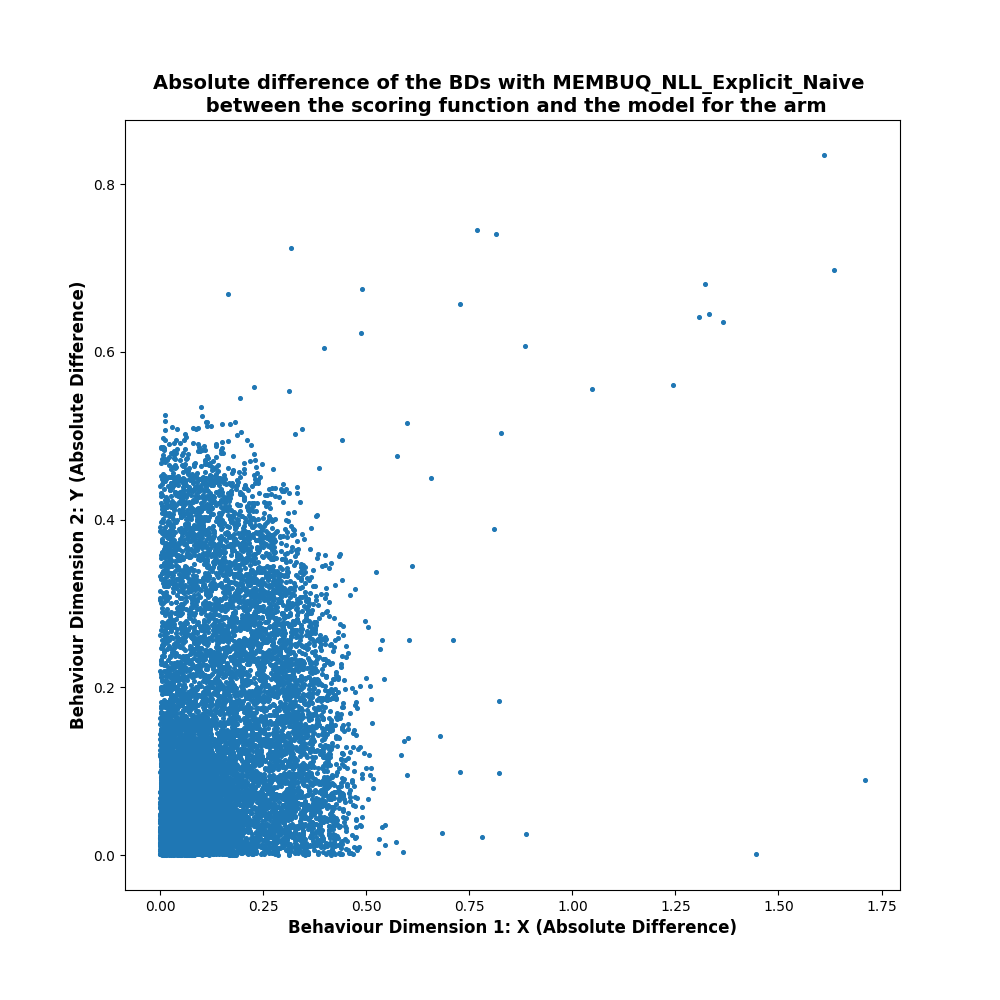 Absolute difference of the BDs with MEMBUQ_NLL_Explicit_Naive
between the scoring function and the model for the arm
Behaviour Dimension 2: Y (Absolute Difference)
0.8
0.6
0.4
0.2
0.0
0.00 0.25 0.50 0.75 1.00 1.25 1.50 1.75
Behaviour Dimension 1: X (Absolute Difference)